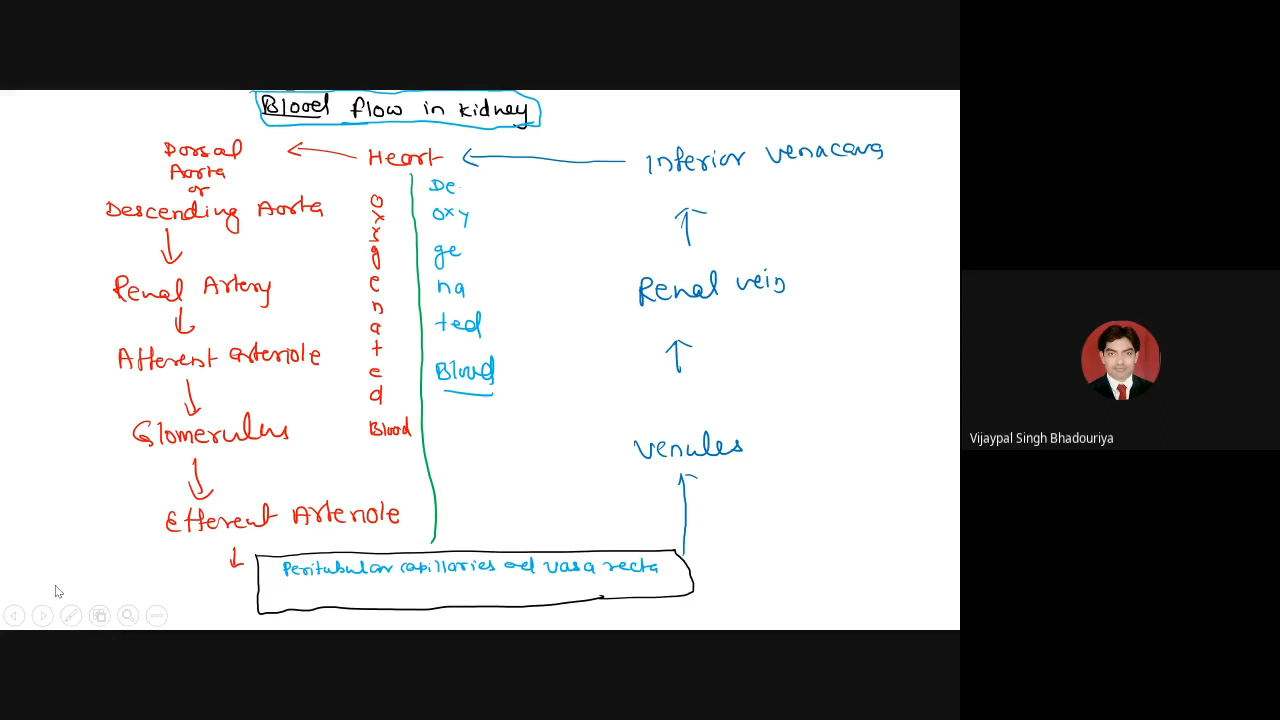 Blood flow in kidney
Dorsal
Aorta
or
Descending Aorta
Renal Artery
Afferent arteriole
Glomerulus
Efferent Arteriole
Heart
Oxygenated
Blood
De-
oxy
ge
na
ted
Blood
Inferior venacava
Renal vein
Venules
Peritubular capillaries and vasa recta
Vijaypal Singh Bhadouriya